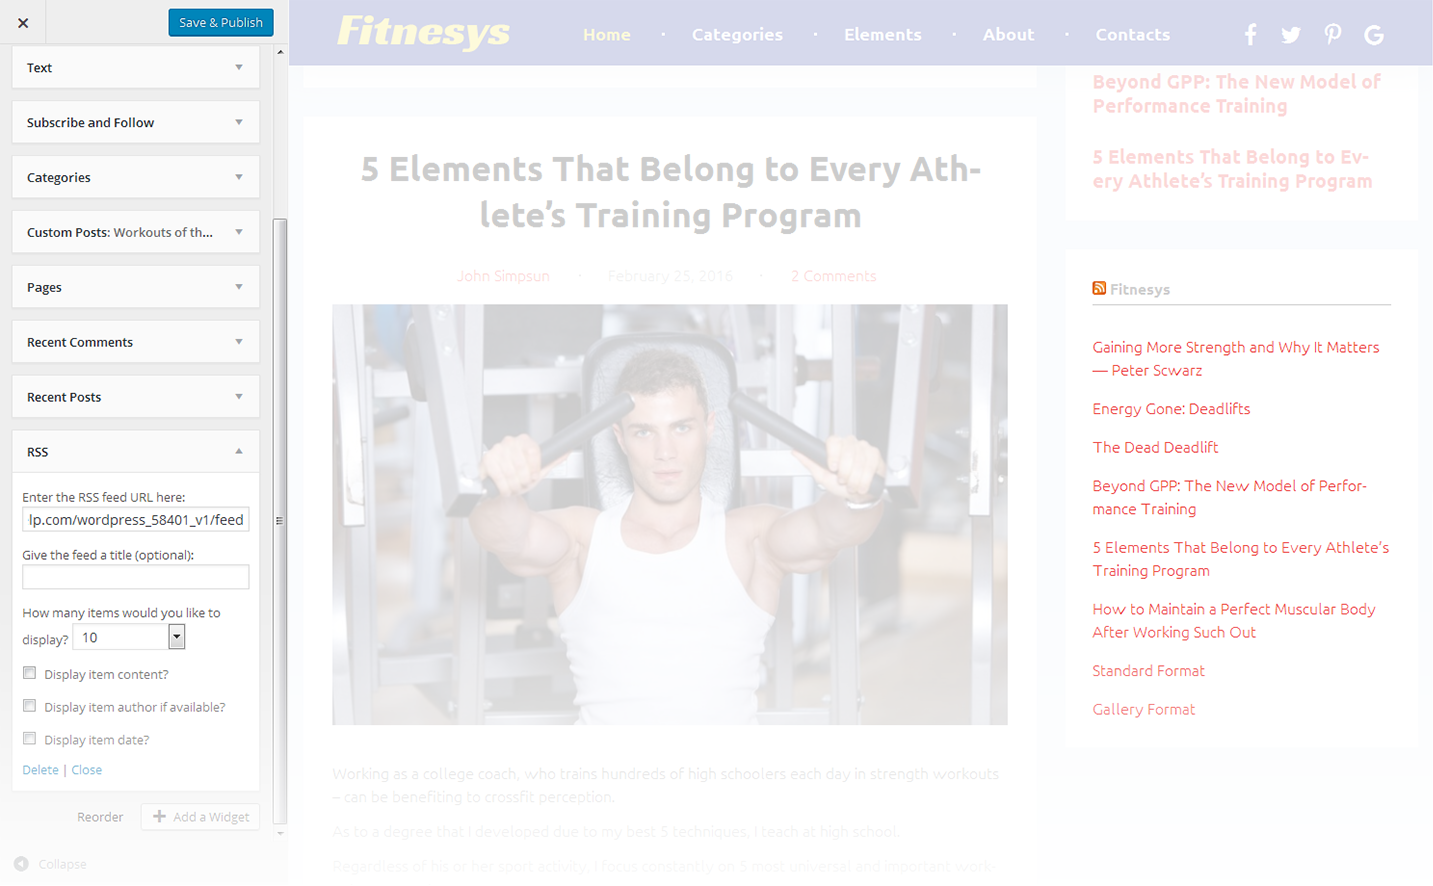 Save & Publish
Text
Subscribe and Follow
Categories
Custom Posts: Workouts of th...
Pages
Recent Comments
Recent Posts
RSS
Enter the RSS feed URL here:
lp.com/wordpress_58401_v1/feed
Give the feed a title (optional):
How many items would you like to
display? 10
Display item content?
Display item author if available?
Display item date?
Delete | Close
Reorder
Add a Widget
Collapse
Fitnesys
Home · Categories · Elements · About · Contacts
5 Elements That Belong to Every Ath-
lete’s Training Program
John Simpsun · February 25, 2016 · 2 Comments
Working as a college coach, who trains hundreds of high schoolers each day in strength workouts
– can be benefiting to crossfit perception.
As to a degree that I developed due to my best 5 techniques, I teach at high school.
Regardless of his or her sport activity, I focus constantly on 5 most universal and important work-
Beyond GPP: The New Model of
Performance Training
5 Elements That Belong to Ev-
ery Athlete’s Training Program
Fitnesys
Gaining More Strength and Why It Matters
— Peter Scwarz
Energy Gone: Deadlifts
The Dead Deadlift
Beyond GPP: The New Model of Perfor-
mance Training
5 Elements That Belong to Every Athlete’s
Training Program
How to Maintain a Perfect Muscular Body
After Working Such Out
Standard Format
Gallery Format